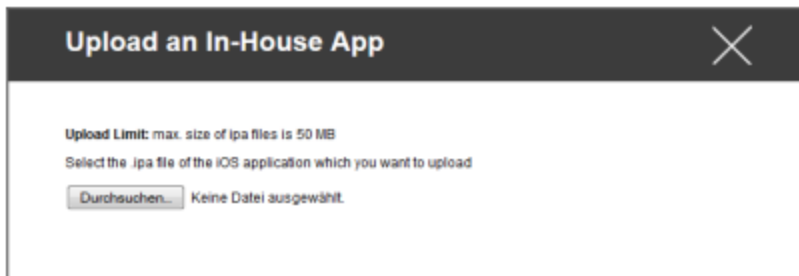 Upload an In-House App
Upload Limit: max. size of ipa files is 50 MB
Select the .ipa file of the iOS application which you want to upload
Durchsuchen... Keine Datei ausgewählt.